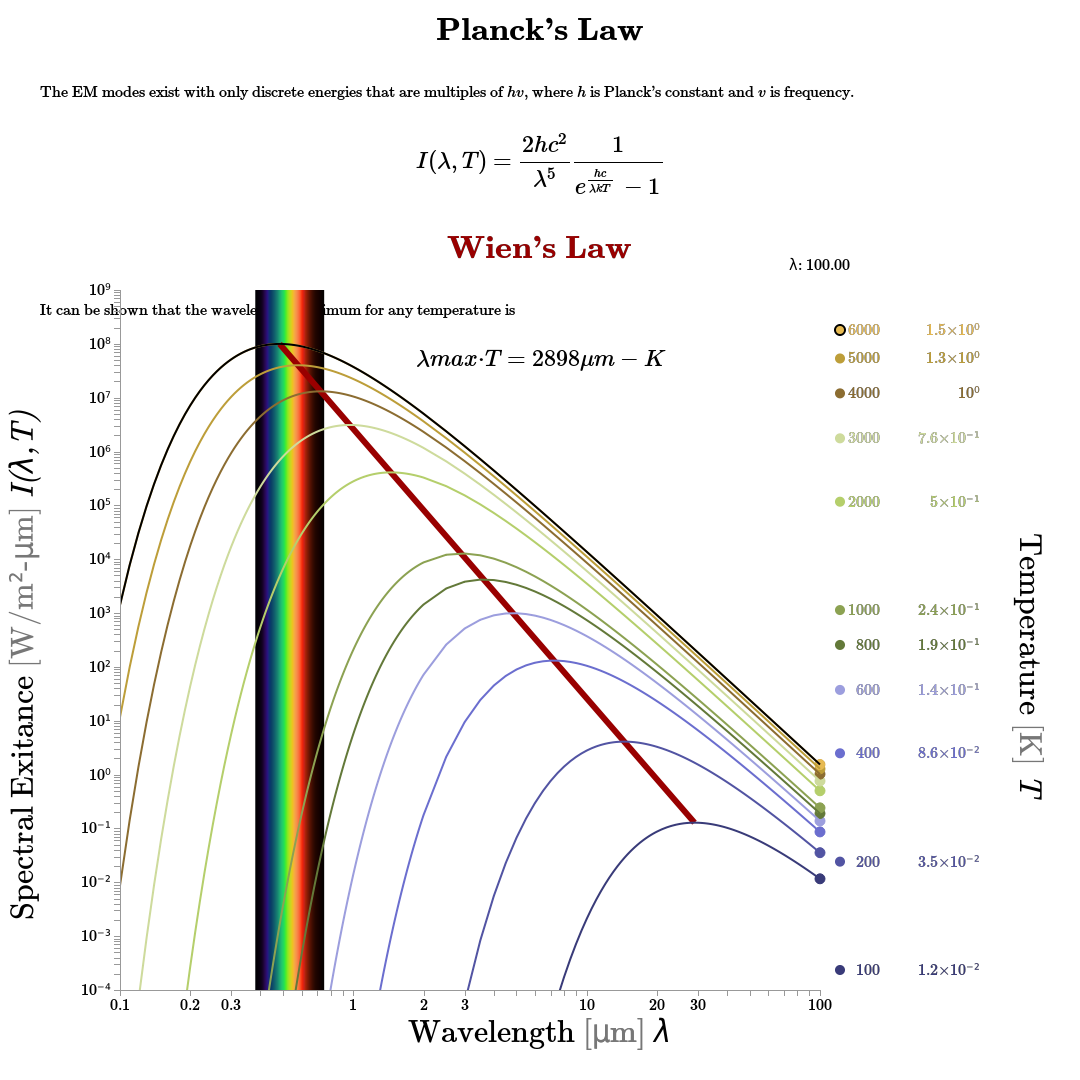 Planck's Law
The EM modes exist with only discrete energies that are multiples of hv, where h is Planck's constant and v is frequency.
I(λ, T) = 2hc² / λ⁵ 1 / e^(hc / λkT) − 1
Wien's Law
λ: 100.00
It can be shown that the wavele imum for any temperature is
λmax·T = 2898μm − K
10⁹
10⁸
10⁷
10⁶
10⁵
10⁴
10³
10²
10¹
10⁰
10⁻¹
10⁻²
10⁻³
10⁻⁴
Spectral Exitance [W/m²-μm] I(λ, T)
0.1 0.2 0.3 1 2 3 10 20 30 100
Wavelength [μm] λ
6000 1.5×10⁰
5000 1.3×10⁰
4000 10⁰
3000 7.6×10⁻¹
2000 5×10⁻¹
1000 2.4×10⁻¹
800 1.9×10⁻¹
600 1.4×10⁻¹
400 8.6×10⁻²
200 3.5×10⁻²
100 1.2×10⁻²
Temperature [K] T